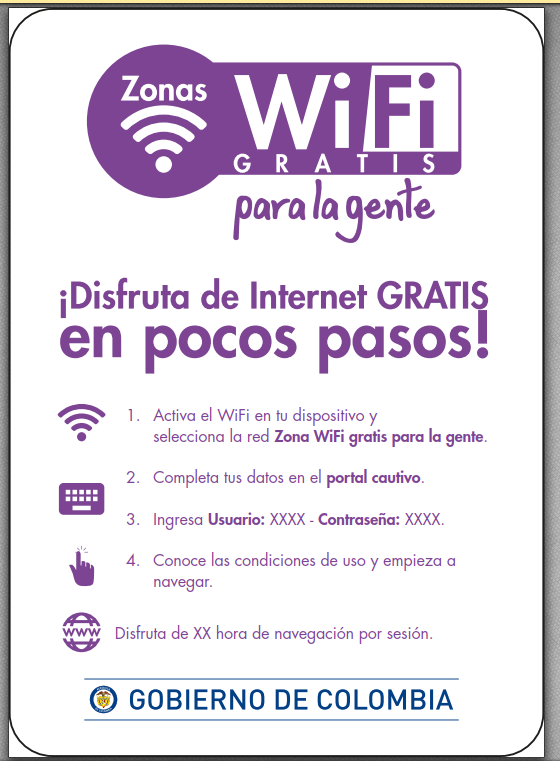 Zonas
WiFi
GRATIS
para la gente
¡Disfruta de Internet GRATIS
en pocos pasos!
1. Activa el WiFi en tu dispositivo y
selecciona la red Zona WiFi gratis para la gente.
2. Completa tus datos en el portal cautivo.
3. Ingresa Usuario: XXXX - Contraseña: XXXX.
4. Conoce las condiciones de uso y empieza a
navegar.
www
Disfruta de XX hora de navegación por sesión.
GOBIERNO DE COLOMBIA